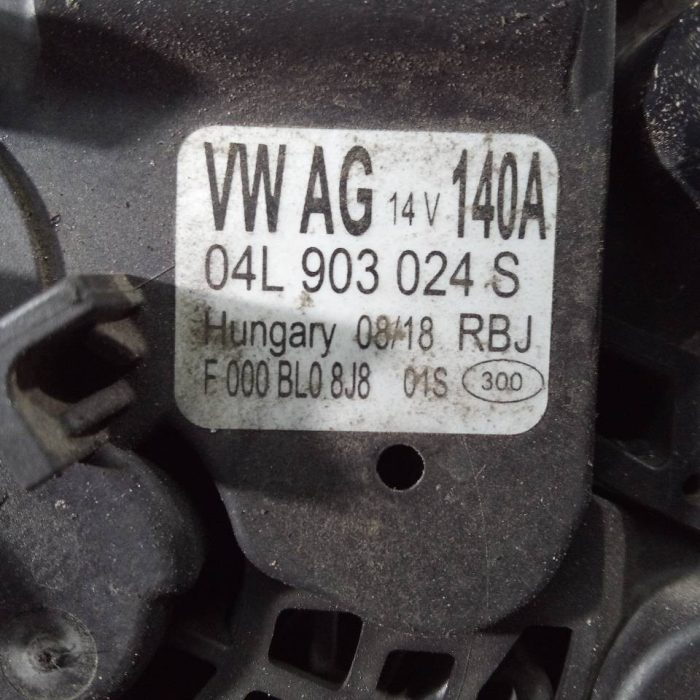 VW AG 14 V 140A
04L 903 024 S
Hungary 08/18 RBJ
F 000 BL0 8J8 01S 300